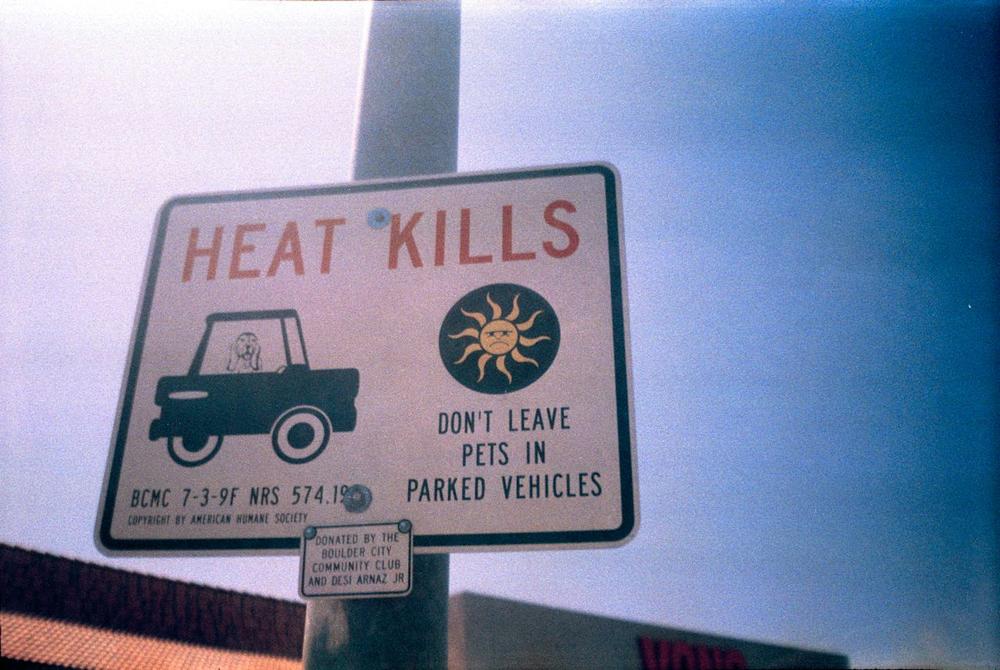 HEAT KILLS
DON'T LEAVE
PETS IN
PARKED VEHICLES
BCMC 7-3-9F NRS 574.19
COPYRIGHT BY AMERICAN HUMANE SOCIETY
DONATED BY THE
BOULDER CITY
COMMUNITY CLUB
AND DESI ARNAZ JR
VONS